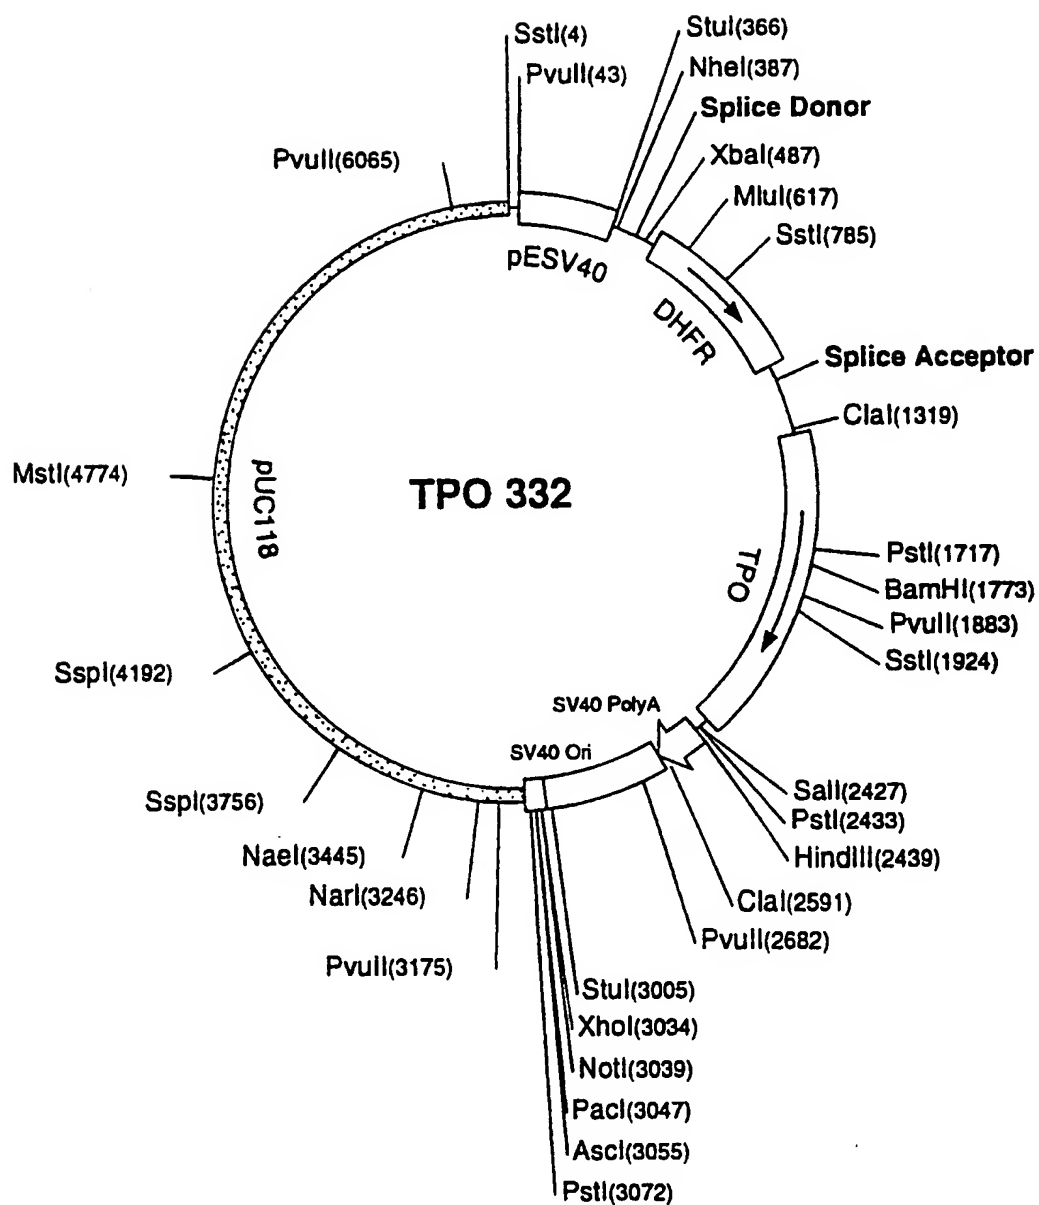 SstI(4)
PvuII(43)
StuI(366)
NheI(387)
Splice Donor
XbaI(487)
MluI(617)
SstI(785)
PvuII(6065)
pESV40
DHFR
Splice Acceptor
ClaI(1319)
MstI(4774)
pUC118
TPO 332
TPO
PstI(1717)
BamHI(1773)
PvuII(1883)
SstI(1924)
SspI(4192)
SV40 PolyA
SV40 Ori
SspI(3756)
SalI(2427)
PstI(2433)
HindIII(2439)
NaeI(3445)
NarI(3246)
ClaI(2591)
PvuII(2682)
PvuII(3175)
StuI(3005)
XhoI(3034)
NotI(3039)
PacI(3047)
AscI(3055)
PstI(3072)